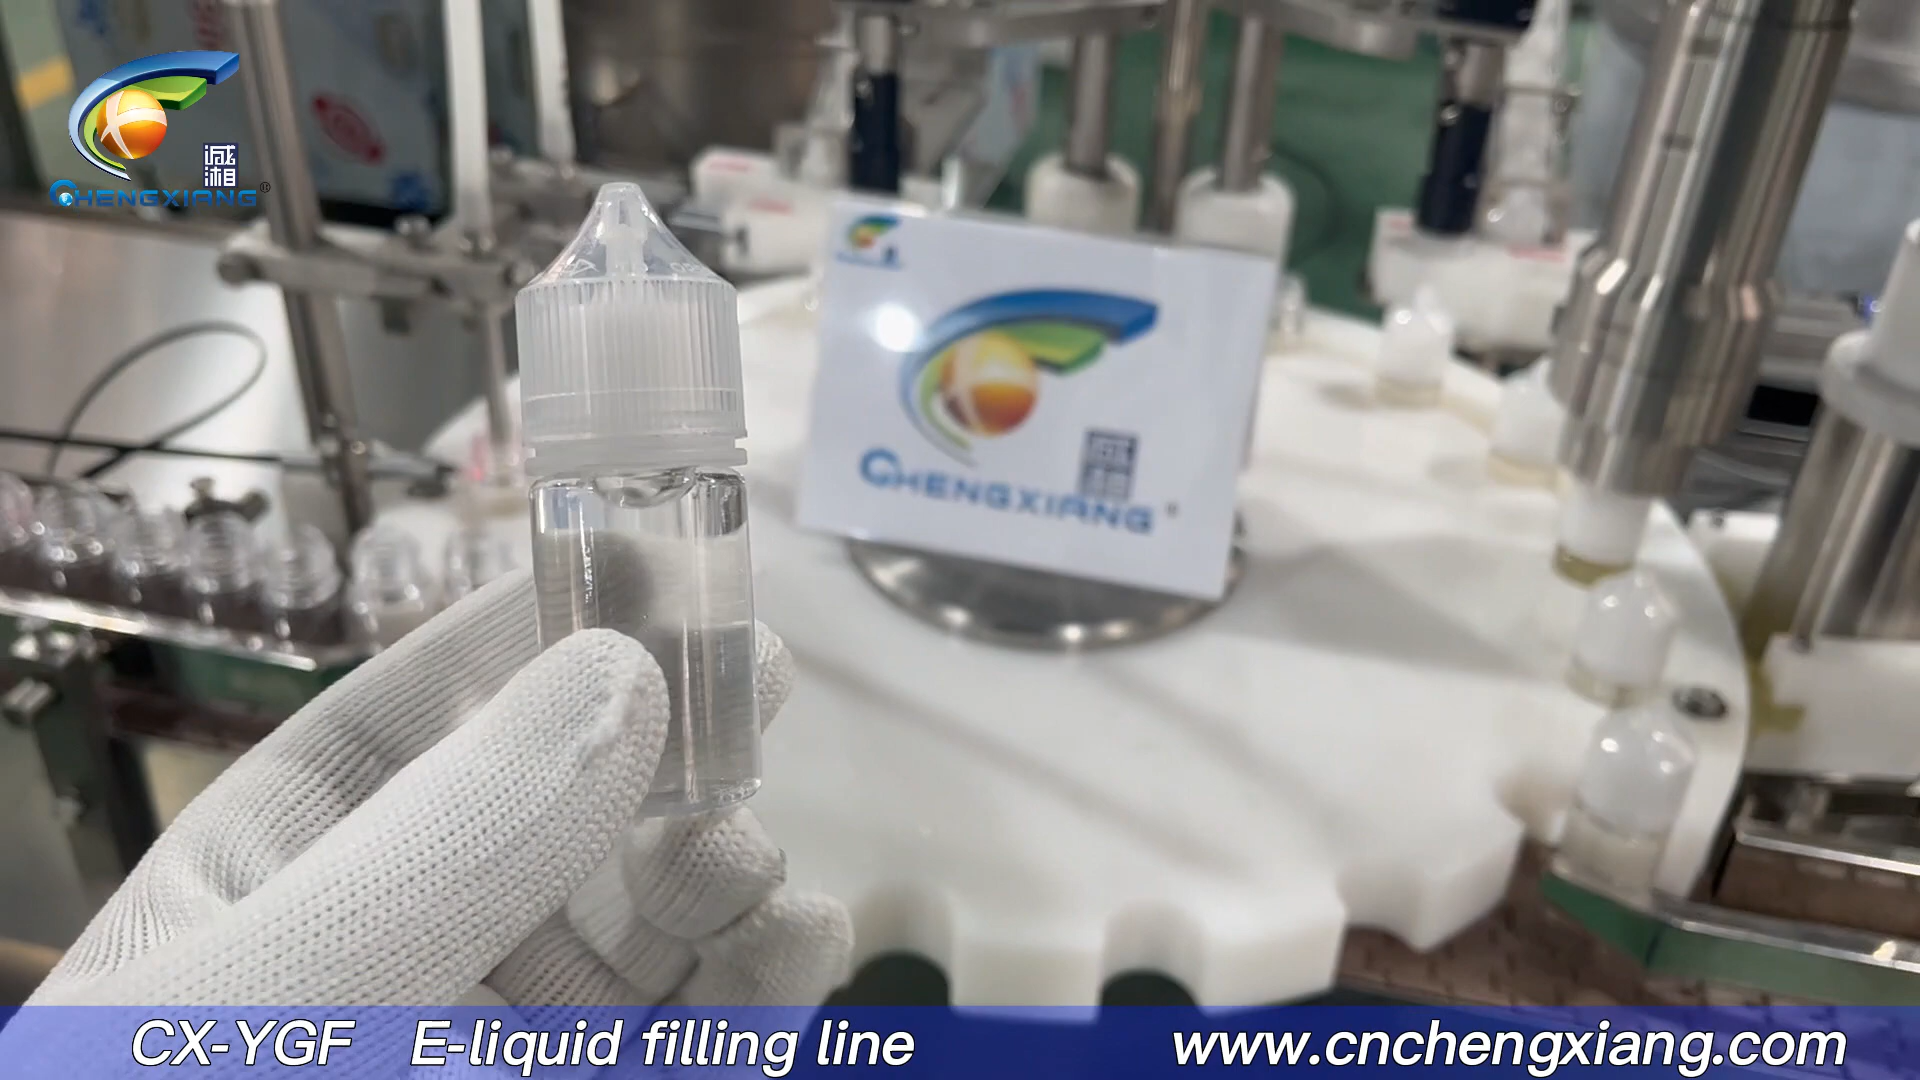 诚湘
CHENGXIANG®
CHENGXIANG®
CX-YGF E-liquid filling line
www.cnchengxiang.com